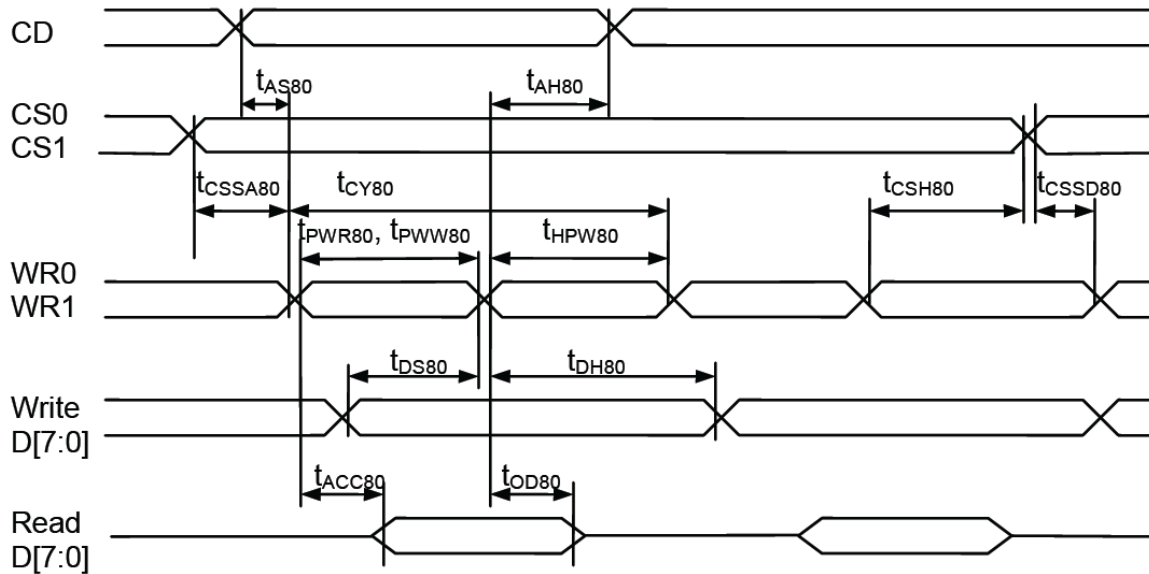 CD
tAS80
tAH80
CS0
CS1
tCSSA80
tCY80
tCSH80
tCSSD80
tPWR80, tPWW80
tHPW80
WR0
WR1
tDS80
tDH80
Write
D[7:0]
tACC80
tOD80
Read
D[7:0]